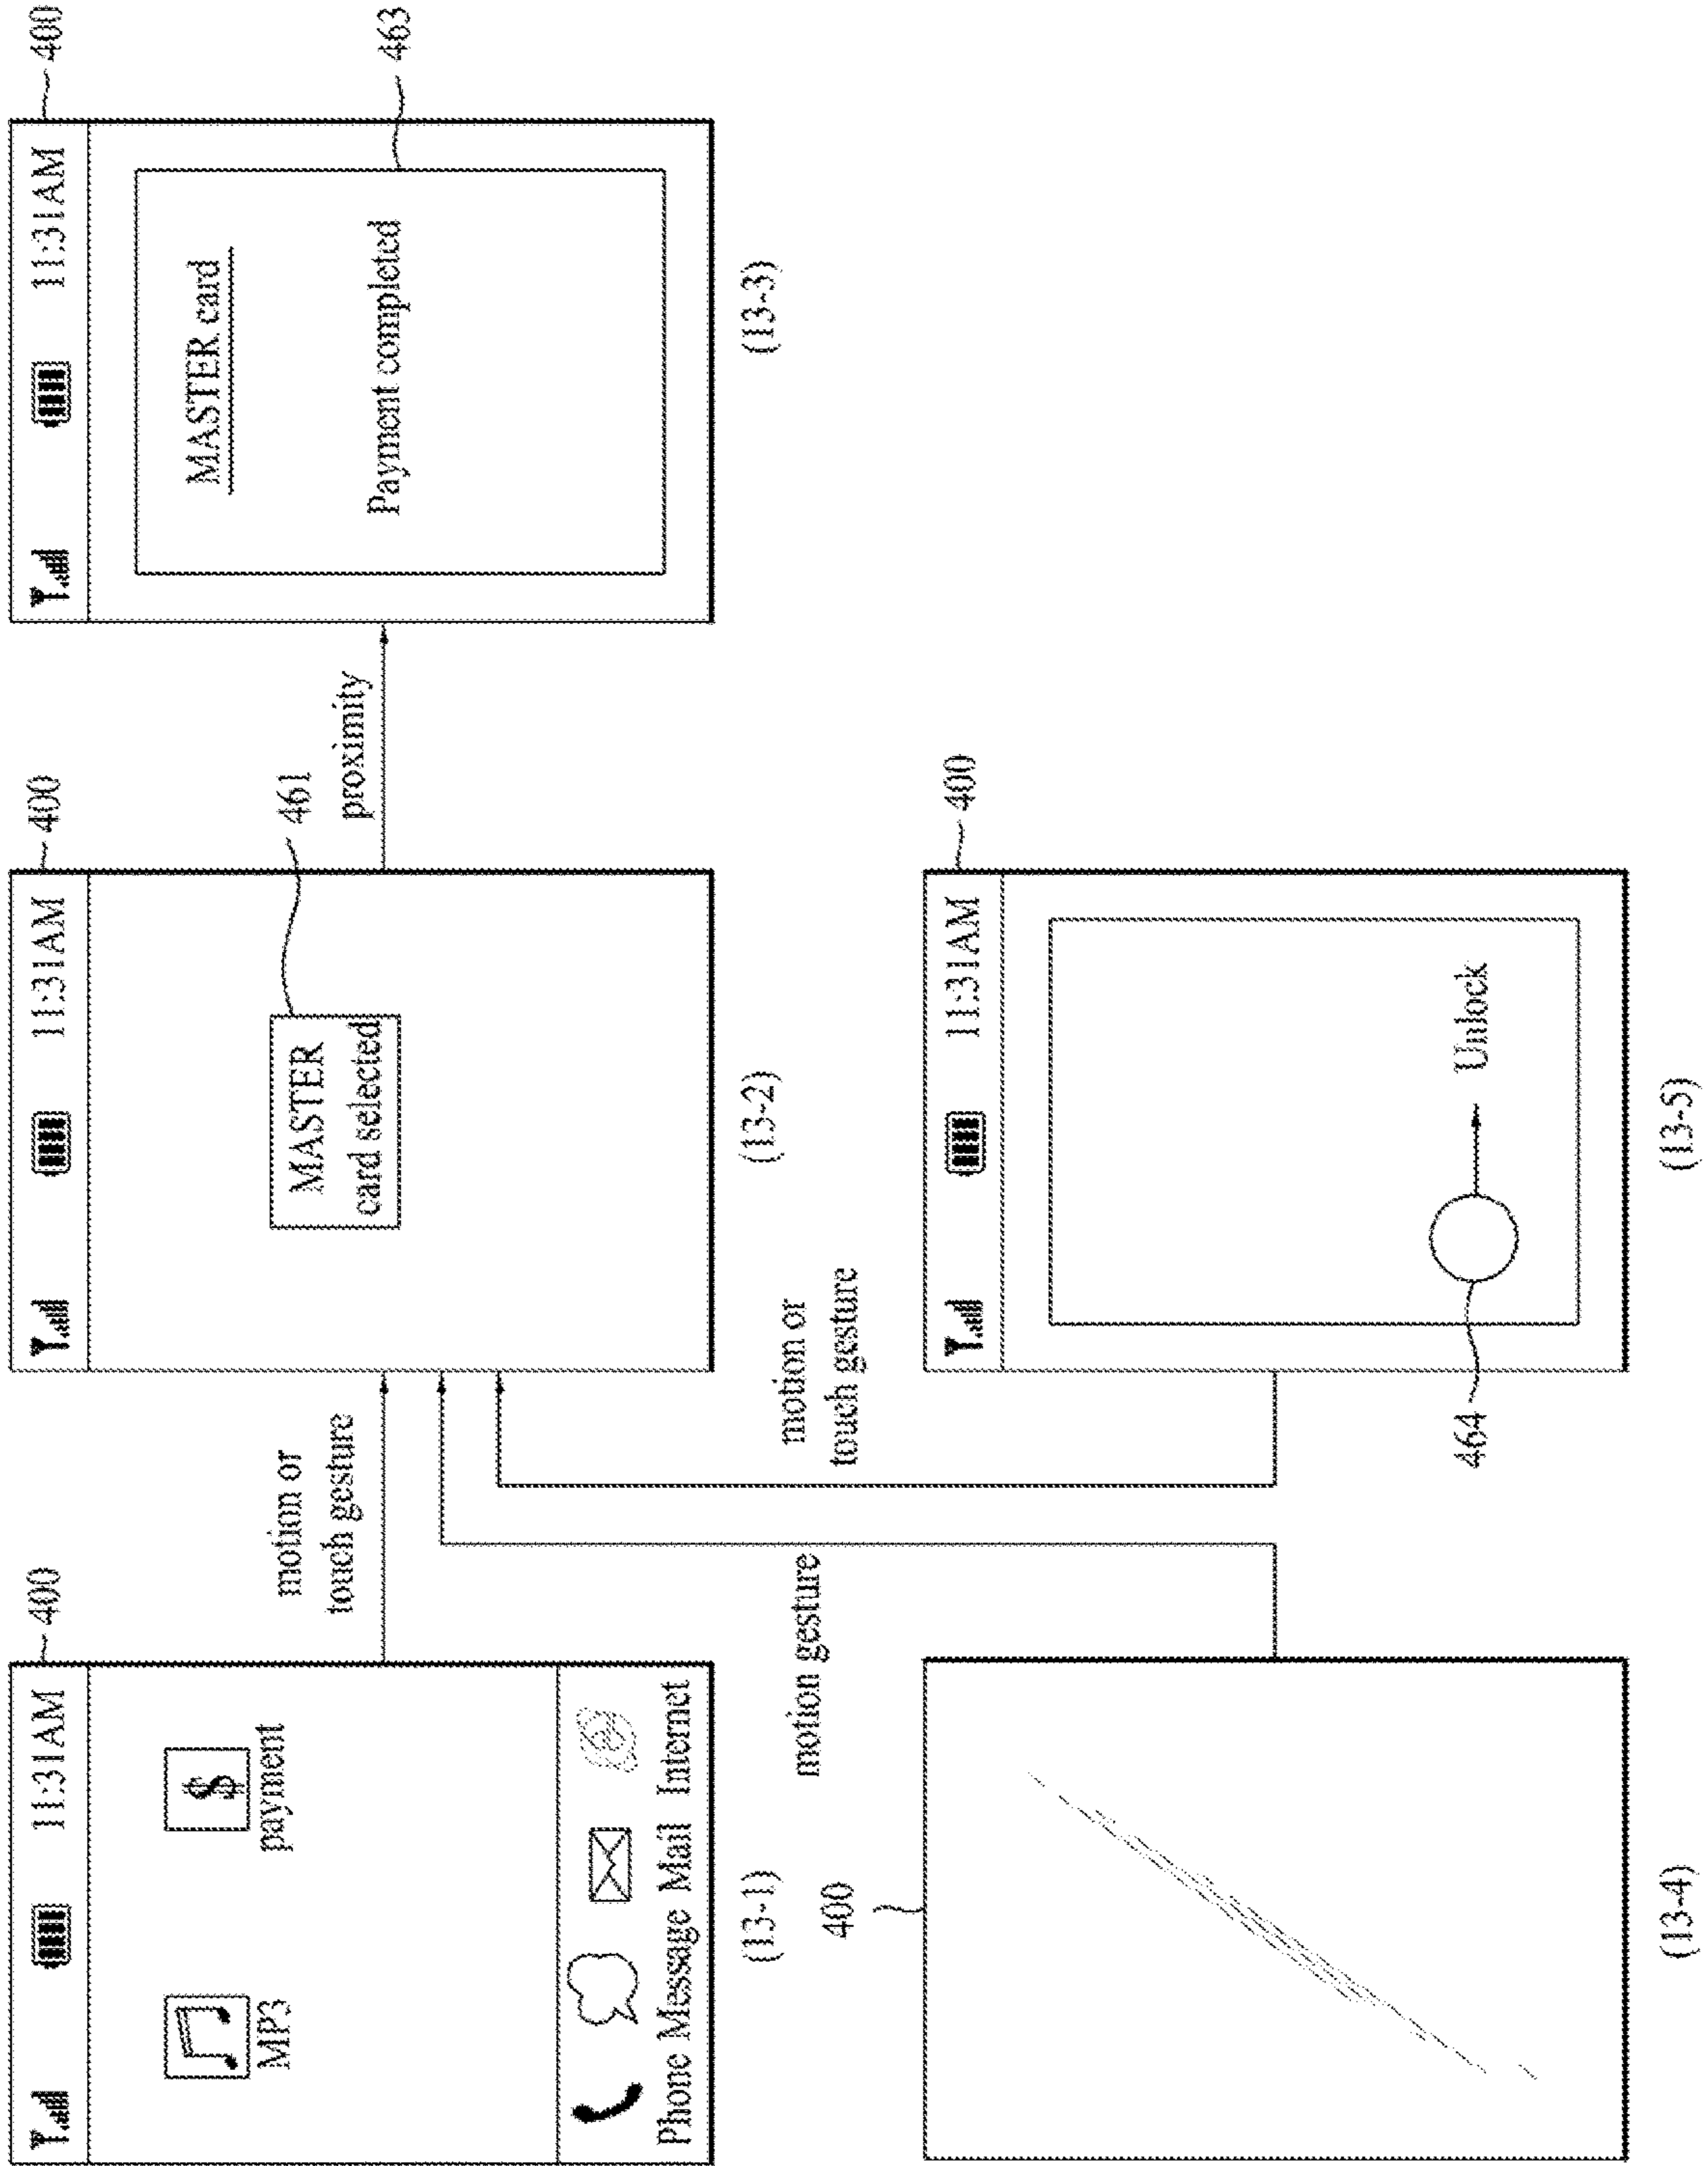 400
11:31AM
MP3
payment
Phone Message Mail Internet
(13-1)
motion or
touch gesture
400
11:31AM
461
MASTER
card selected
(13-2)
proximity
400
11:31AM
463
MASTER card
Payment completed
(13-3)
400
(13-4)
motion gesture
motion or
touch gesture
400
11:31AM
Unlock
464
(13-5)